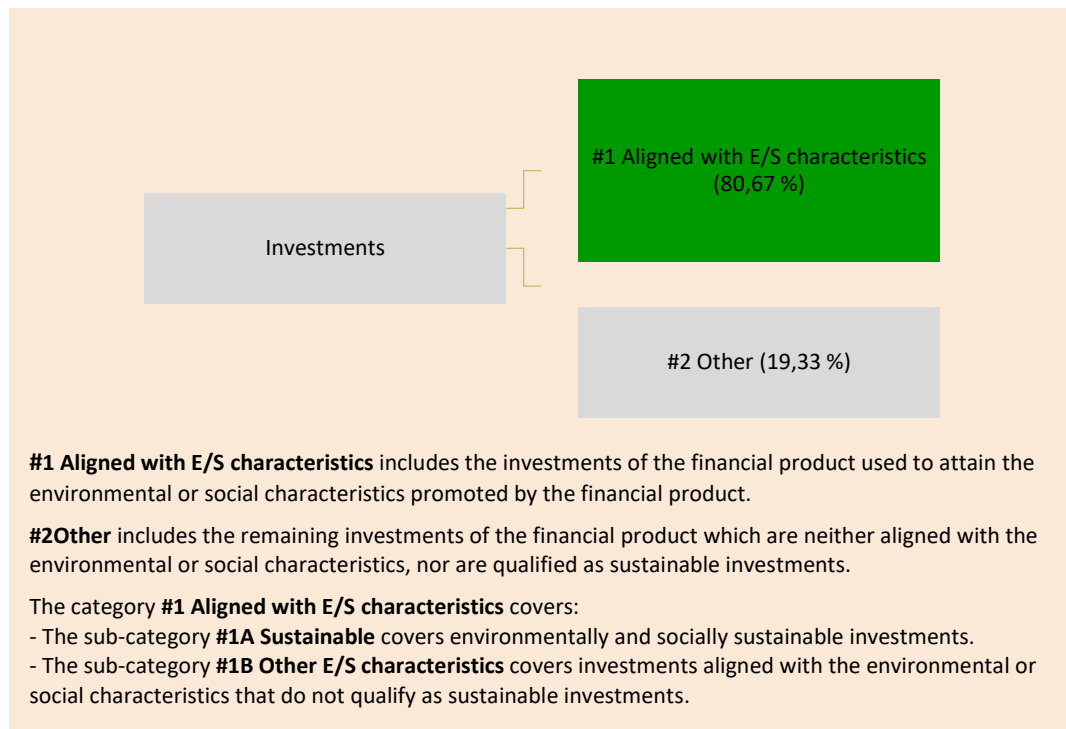 #1 Aligned with E/S characteristics
(80,67 %)
Investments
#2 Other (19,33 %)
#1 Aligned with E/S characteristics includes the investments of the financial product used to attain the
environmental or social characteristics promoted by the financial product.
#2Other includes the remaining investments of the financial product which are neither aligned with the
environmental or social characteristics, nor are qualified as sustainable investments.
The category #1 Aligned with E/S characteristics covers:
- The sub-category #1A Sustainable covers environmentally and socially sustainable investments.
- The sub-category #1B Other E/S characteristics covers investments aligned with the environmental or
social characteristics that do not qualify as sustainable investments.